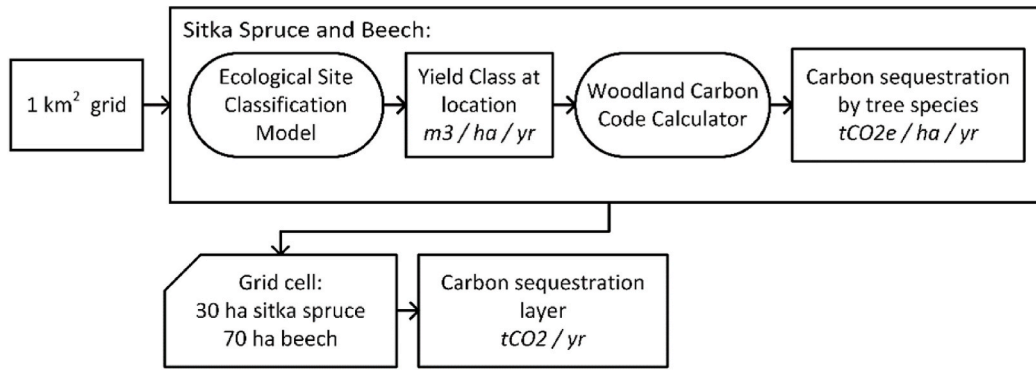 Sitka Spruce and Beech:
1 km² grid
Ecological Site
Classification
Model
Yield Class at
location
m3 / ha / yr
Woodland Carbon
Code Calculator
Carbon sequestration
by tree species
tCO2e / ha / yr
Grid cell:
30 ha sitka spruce
70 ha beech
Carbon sequestration
layer
tCO2 / yr